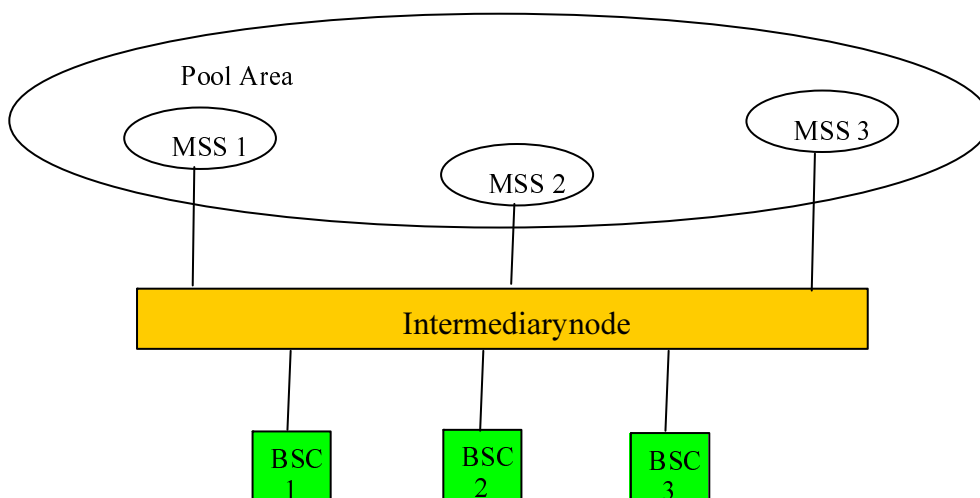 Pool Area
MSS 1
MSS 2
MSS 3
Intermediarynode
BSC
1
BSC
2
BSC
3